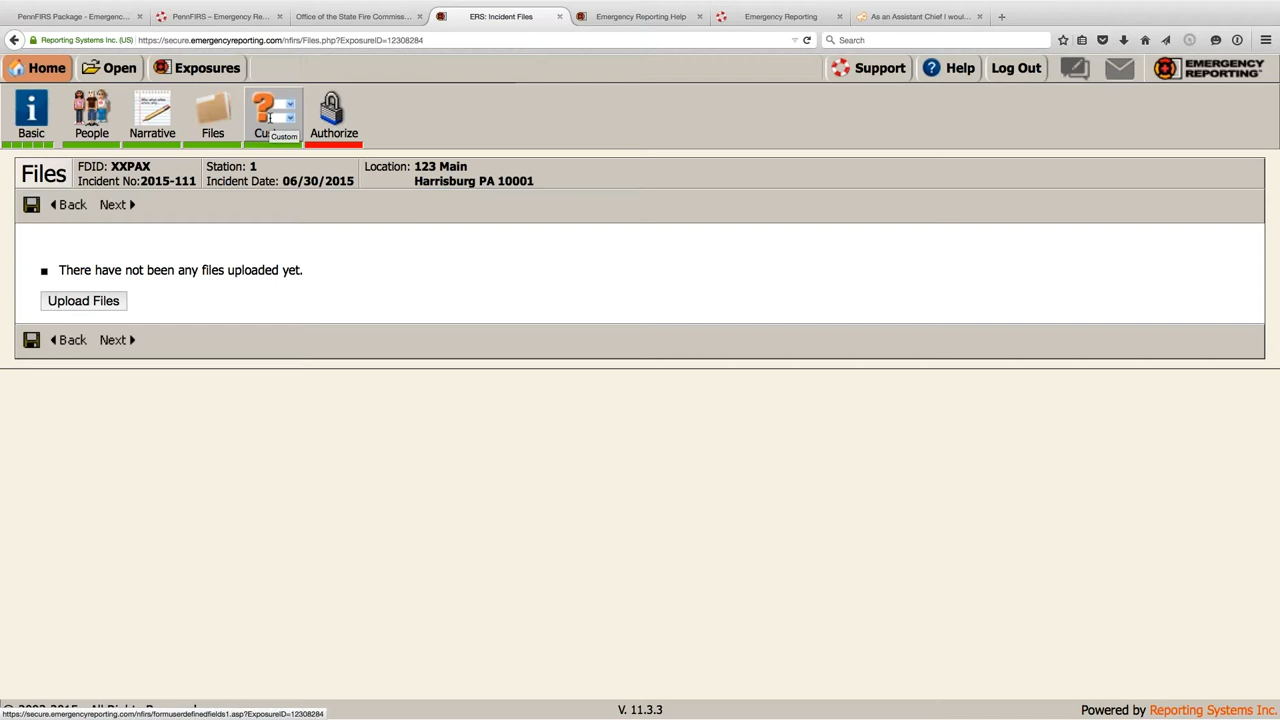 PennFIRS Package - Emergenc...
PennFIRS – Emergency Re...
Office of the State Fire Commiss...
ERS: Incident Files
Emergency Reporting Help
Emergency Reporting
As an Assistant Chief I woul...
Reporting Systems Inc. (US)
https://secure.emergencyreporting.com/nfirs/Files.php?ExposureID=12308284
Search
Home
Open
Exposures
Support
Help
Log Out
EMERGENCY
REPORTING
Basic
People
Narrative
Files
Custom
Authorize
Files
FDID: XXPAX
Incident No:2015-111
Station: 1
Incident Date: 06/30/2015
Location: 123 Main
Harrisburg PA 10001
Back Next
There have not been any files uploaded yet.
Upload Files
Back Next
https://secure.emergencyreporting.com/nfirs/formuserdefinedfields1.asp?ExposureID=12308284
V. 11.3.3
Powered by Reporting Systems Inc.